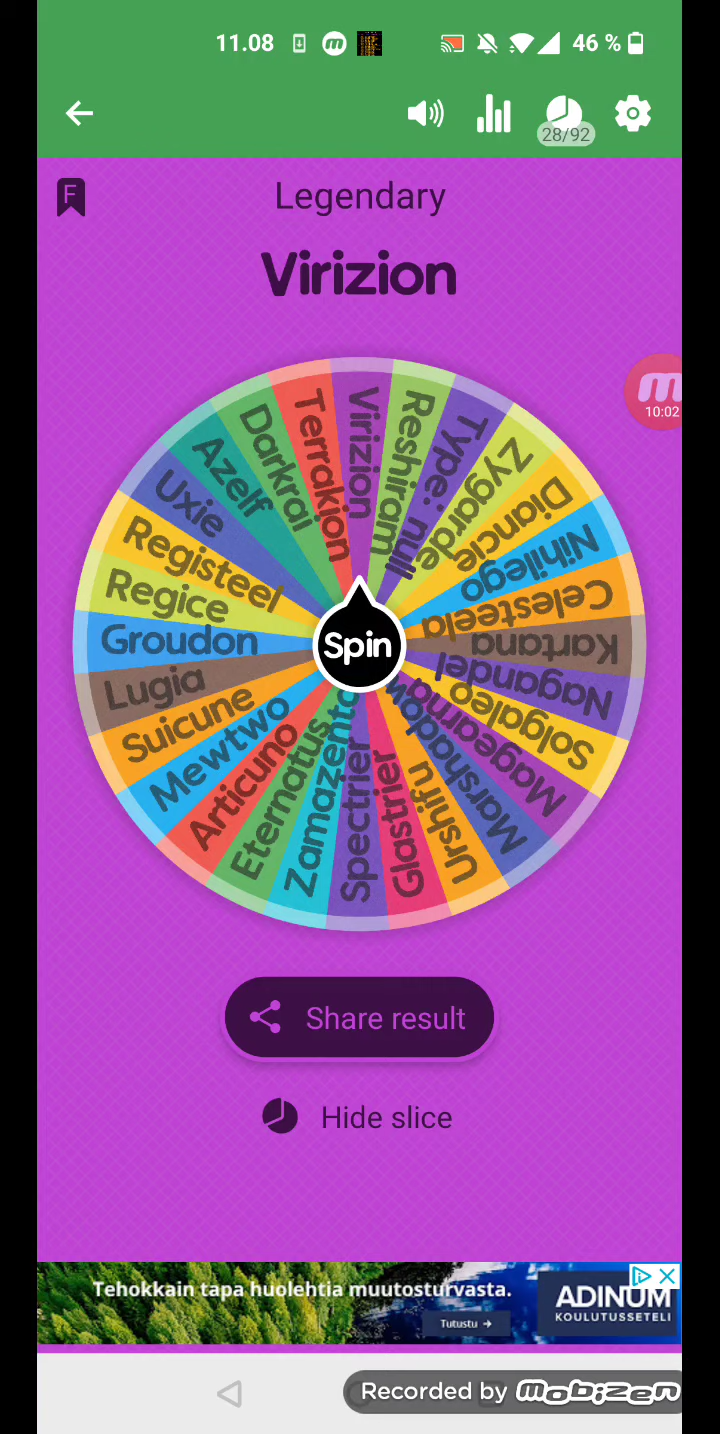 11.08
46 %
28/92
F
Legendary
Virizion
10:02
Virizion
Reshiram
Type: null
Zygarde
Diancie
Nihilego
Celesteela
Kartana
Nagandel
Solgaleo
Magearna
Marshadow
Urshifu
Glastrier
Spectrier
Zamazenta
Eternatus
Articuno
Mewtwo
Suicune
Lugia
Groudon
Regice
Registeel
Uxie
Azelf
Darkrai
Terrakion
Spin
Share result
Hide slice
Tehokkain tapa huolehtia muutosturvasta.
Tutustu →
ADINUM
KOULUTUSSETELI
Recorded by mobizen